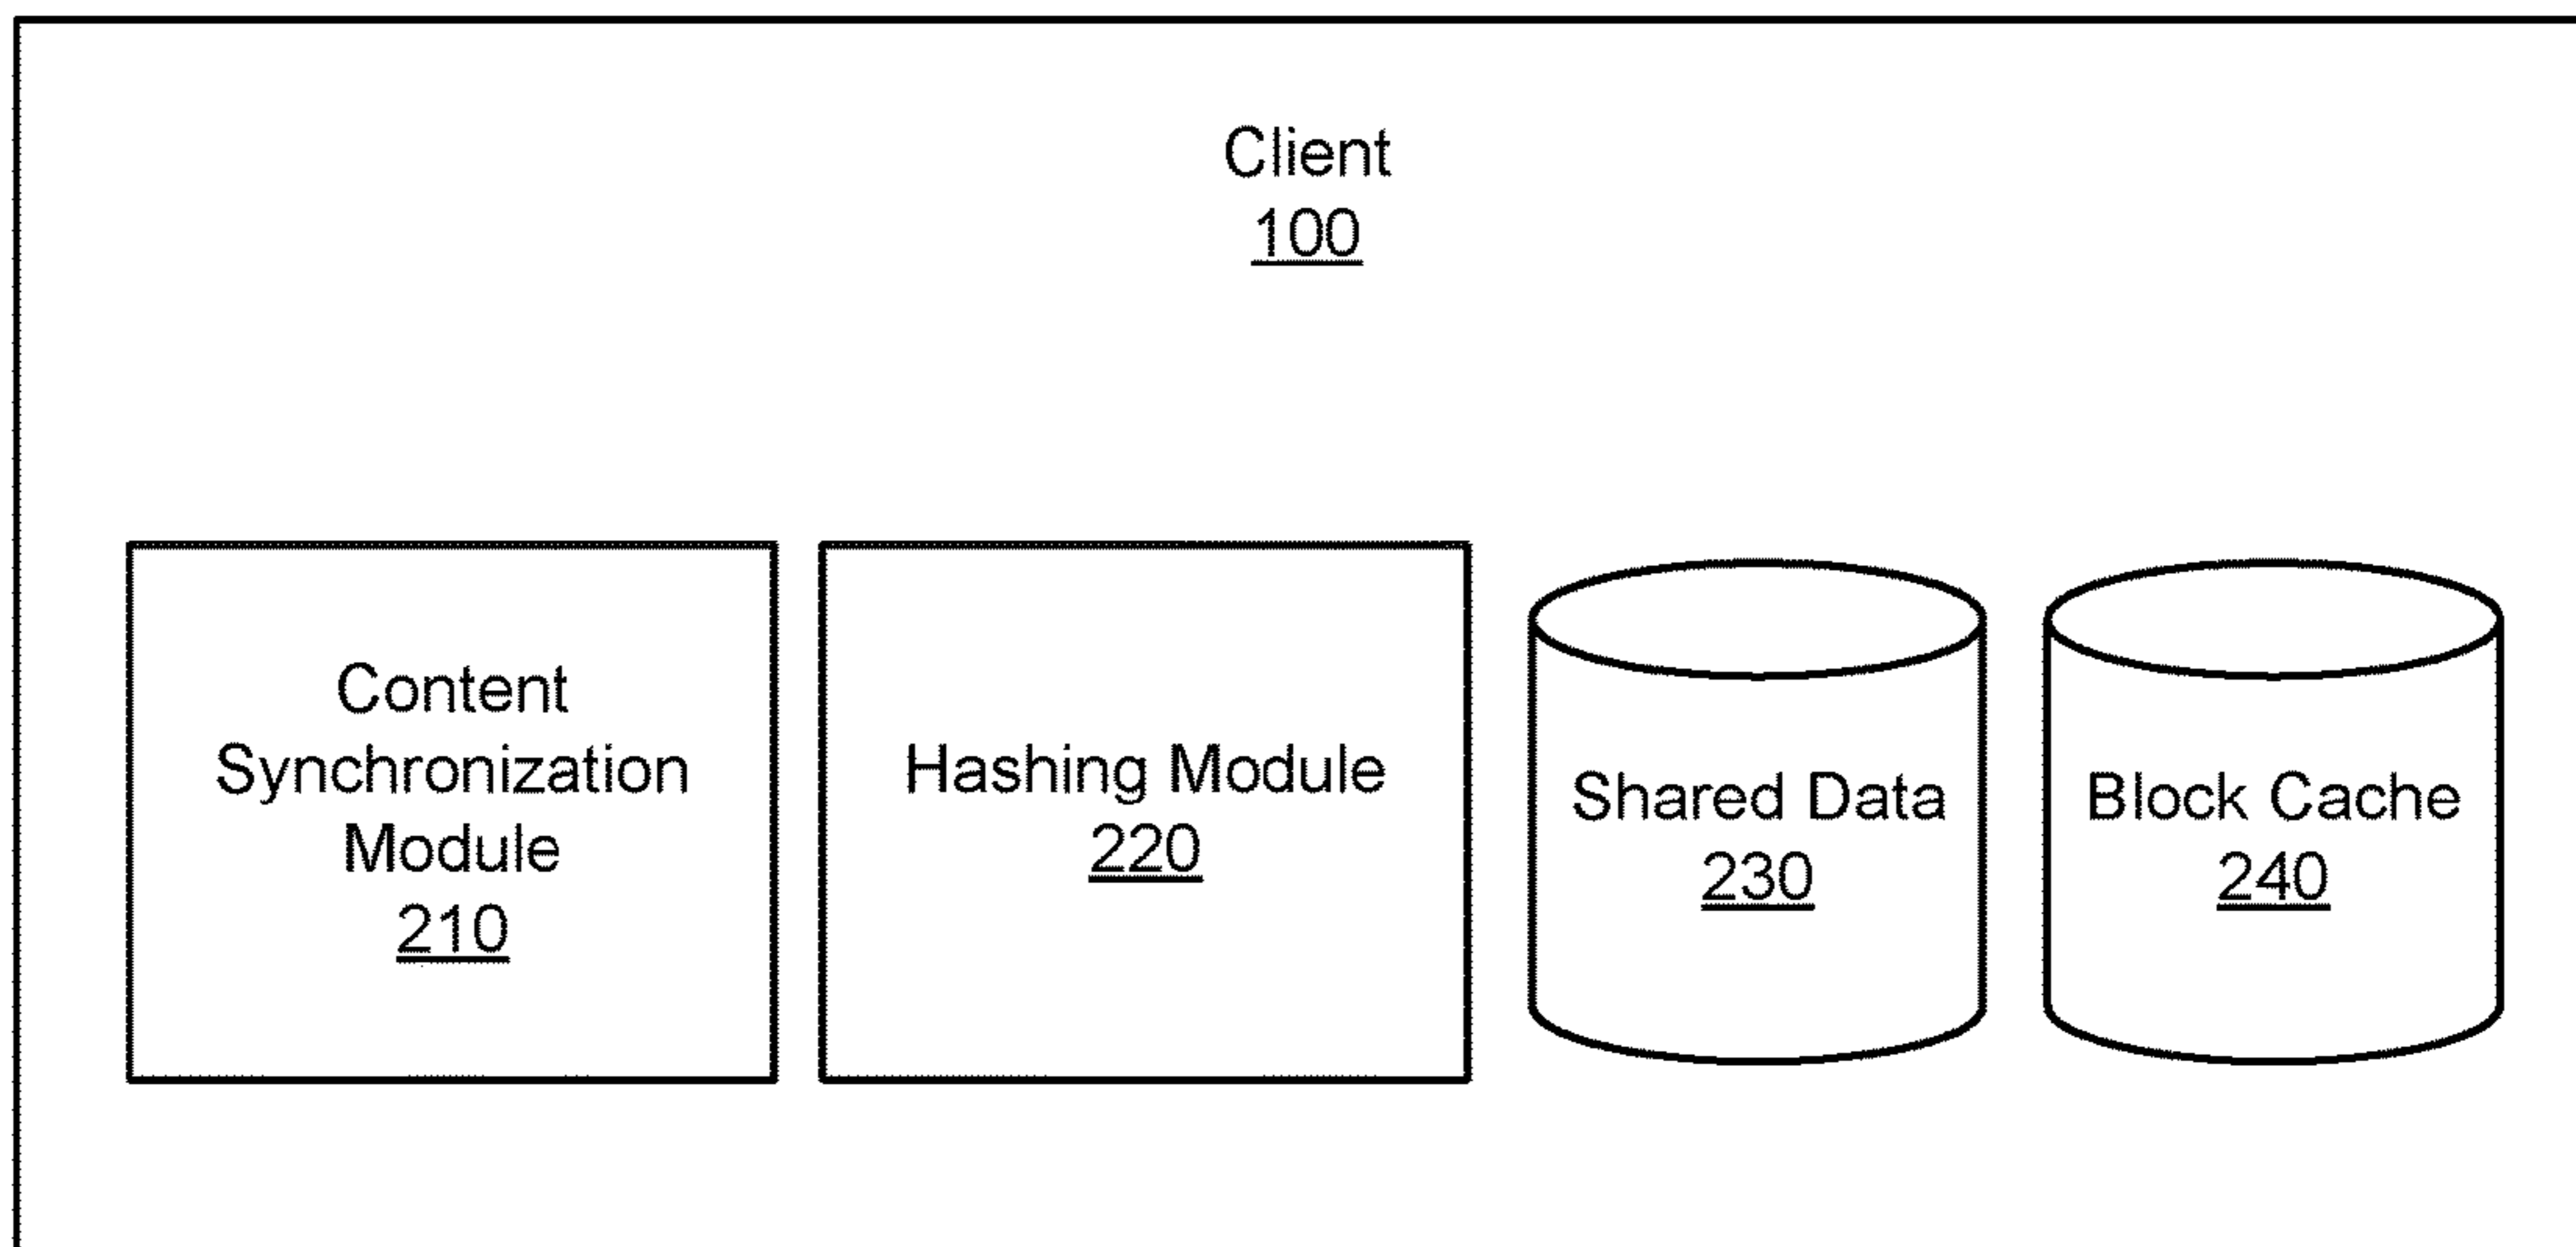 Client
100
Content
Synchronization
Module
210
Hashing Module
220
Shared Data
230
Block Cache
240